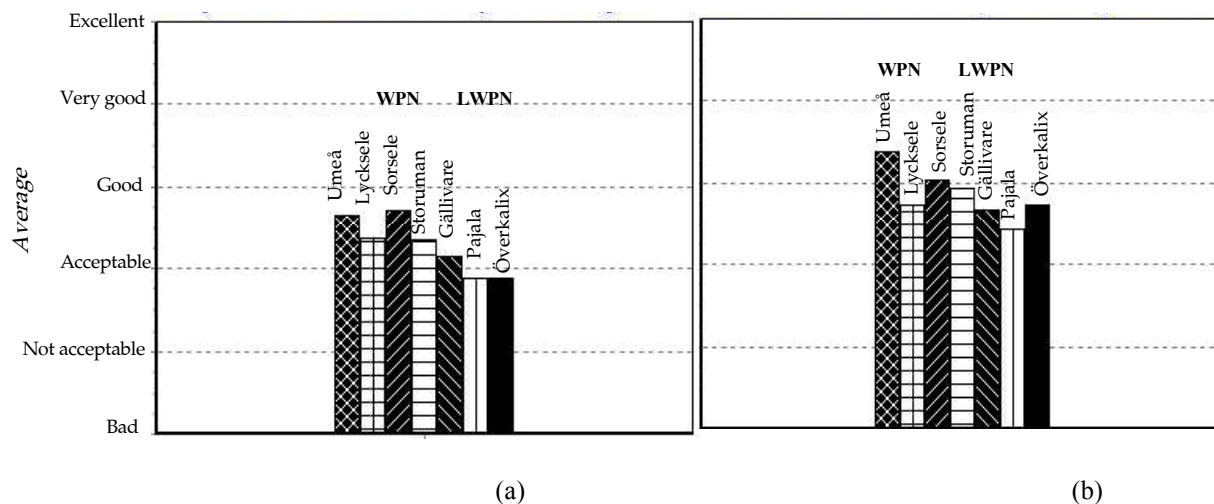 Excellent
Very good
Good
Acceptable
Not acceptable
Bad
Average
WPN
LWPN
Umeå
Lycksele
Sorsele
Storuman
Gällivare
Pajala
Överkalix
(a)
WPN
LWPN
Umeå
Lycksele
Sorsele
Storuman
Gällivare
Pajala
Överkalix
(b)